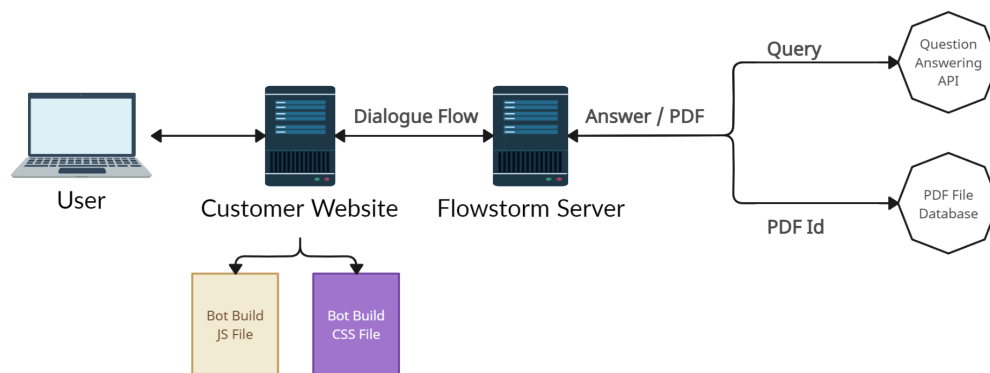 Query
Question
Answering
API
Dialogue Flow
Answer / PDF
User
Customer Website
Flowstorm Server
PDF File
Database
PDF Id
Bot Build
JS File
Bot Build
CSS File